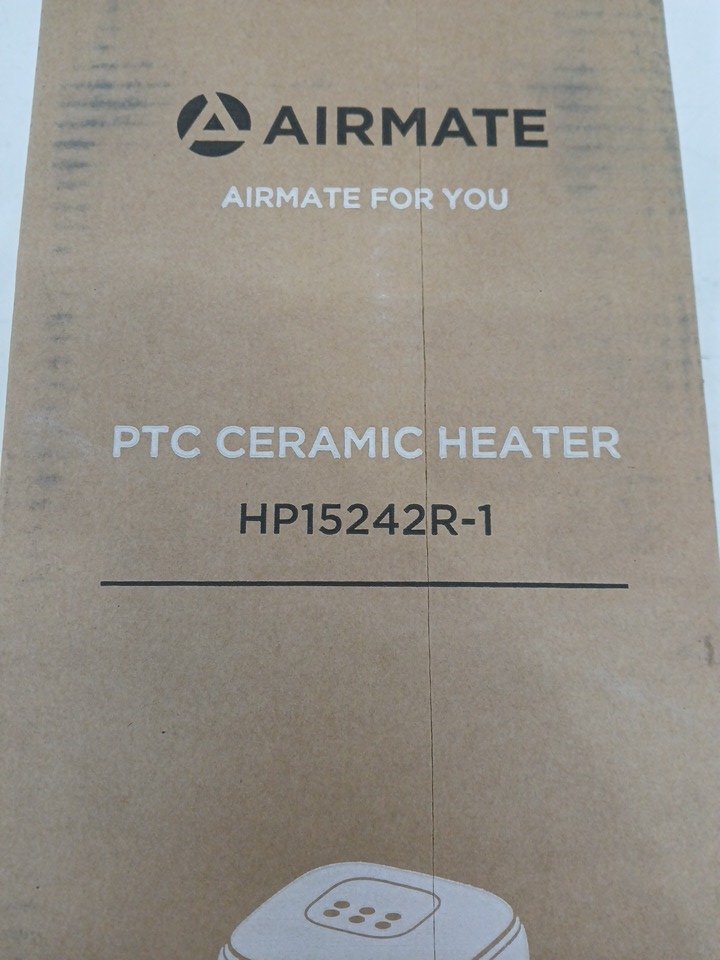 AIRMATE
AIRMATE FOR YOU
PTC CERAMIC HEATER
HP15242R-1